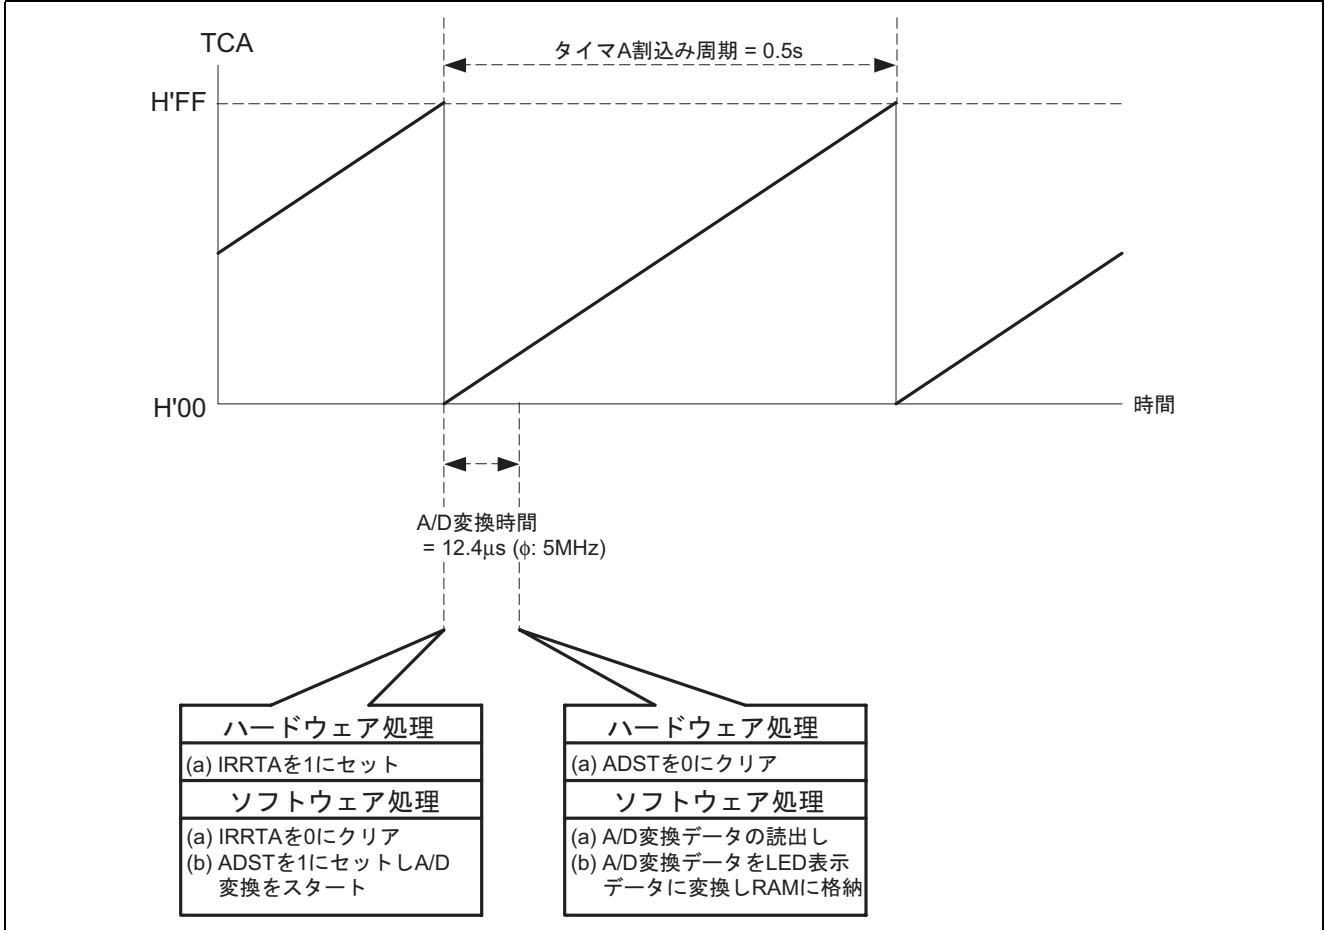 TCA
タイマA割込み周期 = 0.5s
H'FF
H'00
時間
A/D変換時間
= 12.4μs (φ: 5MHz)
ハードウェア処理
(a) IRRTAを1にセット
ソフトウェア処理
(a) IRRTAを0にクリア
(b) ADSTを1にセットしA/D
変換をスタート
ハードウェア処理
(a) ADSTを0にクリア
ソフトウェア処理
(a) A/D変換データの読出し
(b) A/D変換データをLED表示
データに変換しRAMに格納